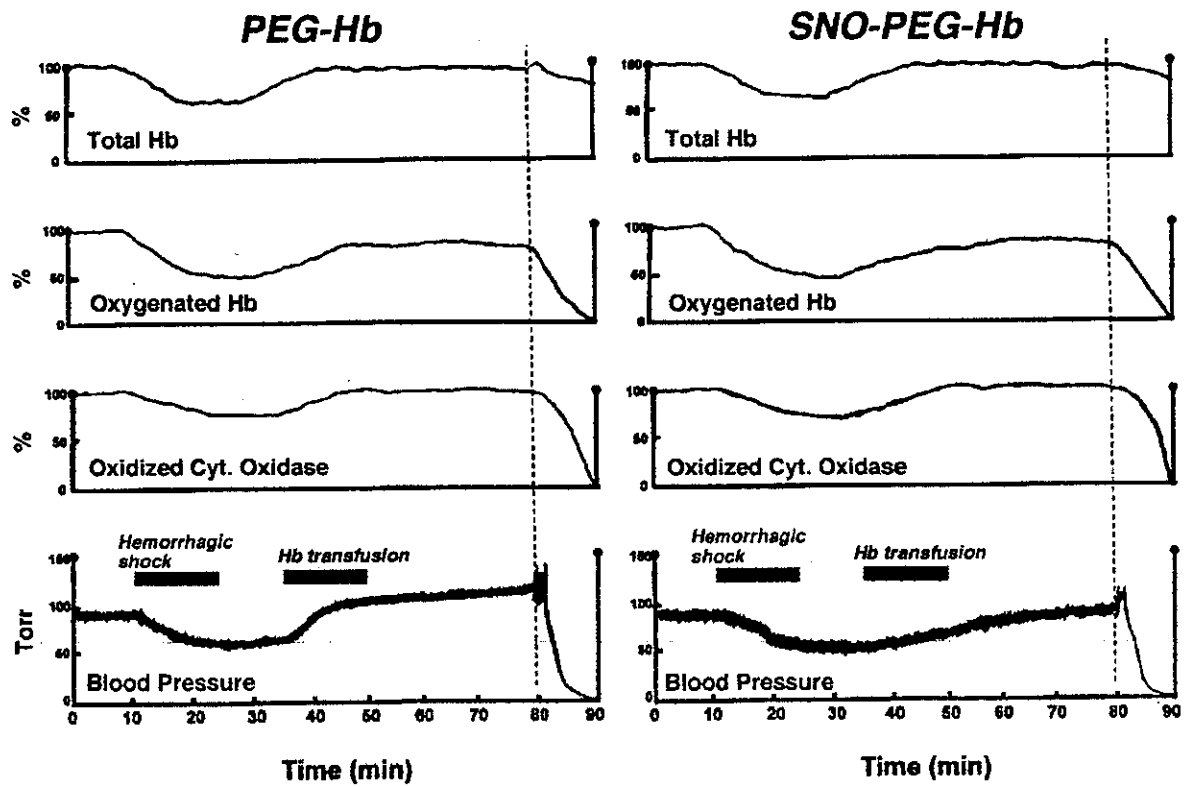 PEG-Hb
SNO-PEG-Hb
100
50
0
%
Total Hb
150
50
0
Total Hb
100
50
0
%
Oxygenated Hb
100
50
0
Oxygenated Hb
100
50
0
%
Oxidized Cyt. Oxidase
100
50
0
Oxidized Cyt. Oxidase
150
100
50
0
Torr
Hemorrhagic
shock
Hb transfusion
Blood Pressure
0 10 20 30 40 50 60 70 80 90
Time (min)
150
100
50
0
Hemorrhagic
shock
Hb transfusion
Blood Pressure
0 10 20 30 40 50 60 70 80 90
Time (min)